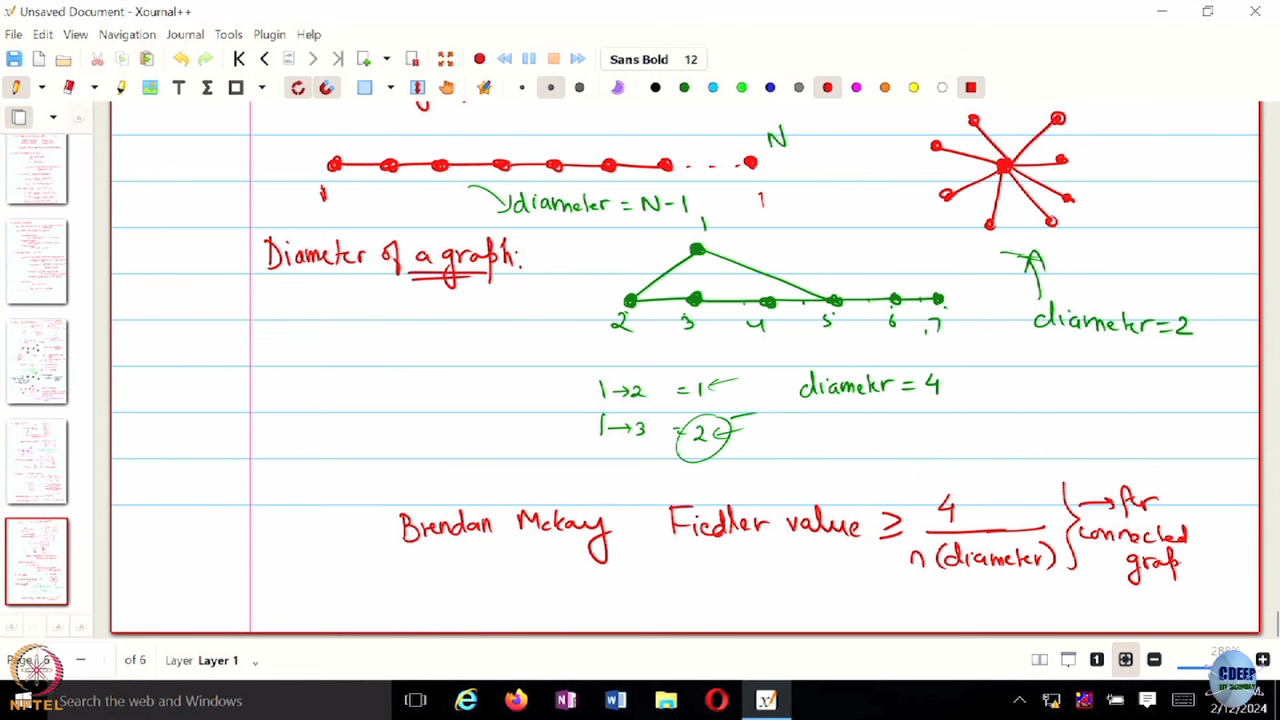 Unsaved Document - Xournal++
File Edit View Navigation Journal Tools Plugin Help
Sans Bold 12
N
1 1
diameter = N-1
1
Diameter of a graph:
2 3 4 5 6 7
diameter=2
1→2 = 1 diameter = 4
1→3 = 2
Brendan Mckay Fiedler value ≥ 4 / n(diameter) → for connected grap
Page 6 of 6 Layer Layer 1
CDEEP
NPTEL
Search the web and Windows
2/12/2024